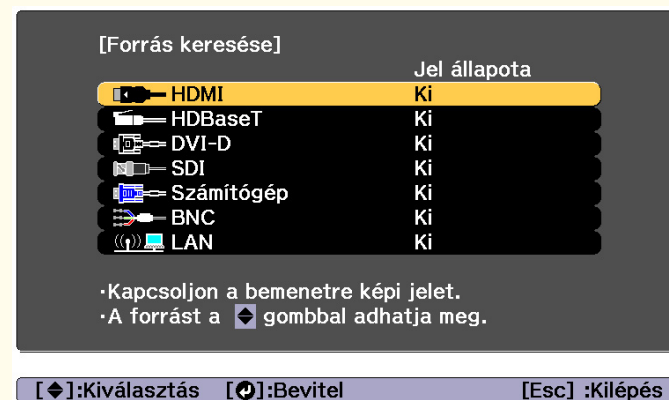 [Forrás keresése]
Jel állapota
HDMI Ki
HDBaseT Ki
DVI-D Ki
SDI Ki
Számítógép Ki
BNC Ki
LAN Ki
·Kapcsoljon a bemenetre képi jelet.
·A forrást a gombbal adhatja meg.
[]:Kiválasztás []:Bevitel [Esc] :Kilépés